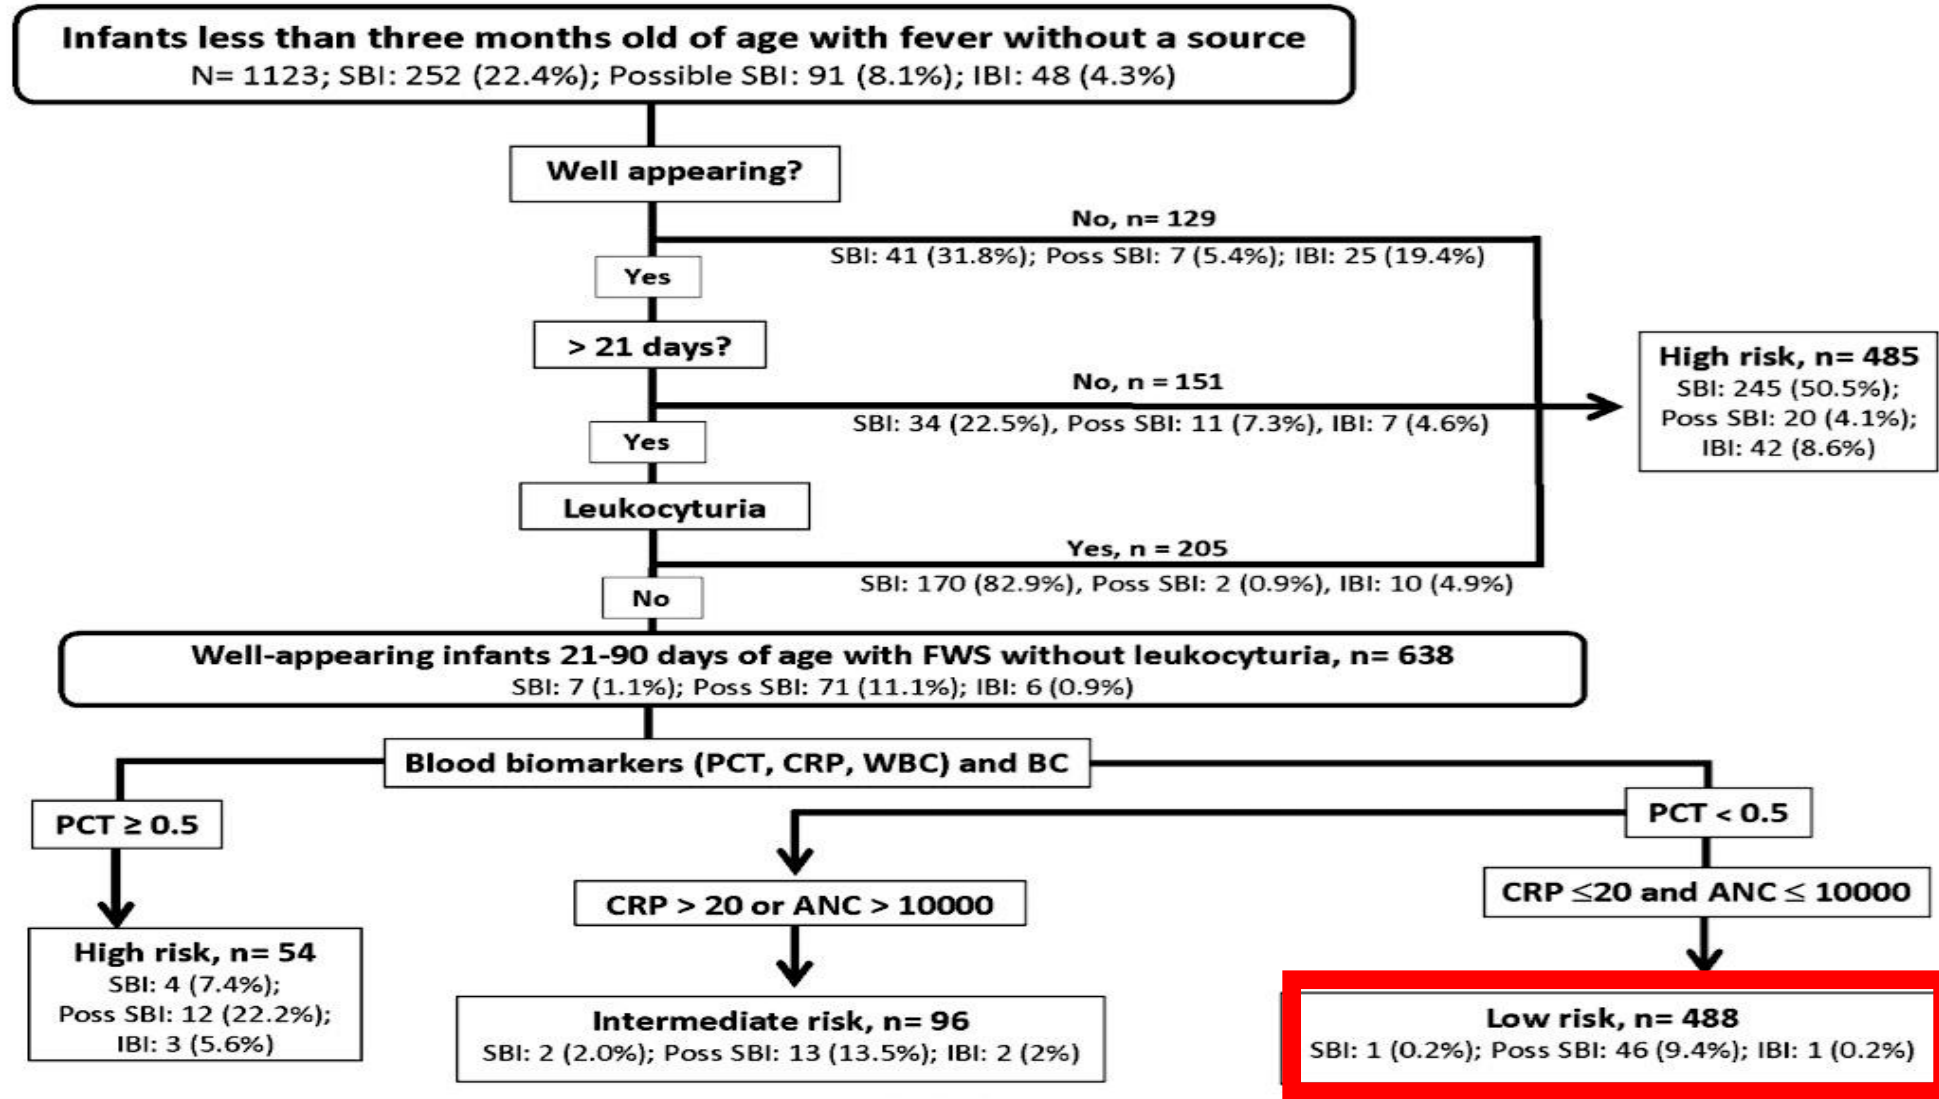 Infants less than three months old of age with fever without a source
N= 1123; SBI: 252 (22.4%); Possible SBI: 91 (8.1%); IBI: 48 (4.3%)
Well appearing?
No, n= 129
SBI: 41 (31.8%); Poss SBI: 7 (5.4%); IBI: 25 (19.4%)
Yes
> 21 days?
No, n = 151
SBI: 34 (22.5%), Poss SBI: 11 (7.3%), IBI: 7 (4.6%)
High risk, n= 485
SBI: 245 (50.5%);
Poss SBI: 20 (4.1%);
IBI: 42 (8.6%)
Yes
Leukocyturia
Yes, n = 205
SBI: 170 (82.9%), Poss SBI: 2 (0.9%), IBI: 10 (4.9%)
No
Well-appearing infants 21-90 days of age with FWS without leukocyturia, n= 638
SBI: 7 (1.1%); Poss SBI: 71 (11.1%); IBI: 6 (0.9%)
Blood biomarkers (PCT, CRP, WBC) and BC
PCT ≥ 0.5
PCT < 0.5
CRP > 20 or ANC > 10000
CRP ≤20 and ANC ≤ 10000
High risk, n= 54
SBI: 4 (7.4%);
Poss SBI: 12 (22.2%);
IBI: 3 (5.6%)
Intermediate risk, n= 96
SBI: 2 (2.0%); Poss SBI: 13 (13.5%); IBI: 2 (2%)
Low risk, n= 488
SBI: 1 (0.2%); Poss SBI: 46 (9.4%); IBI: 1 (0.2%)